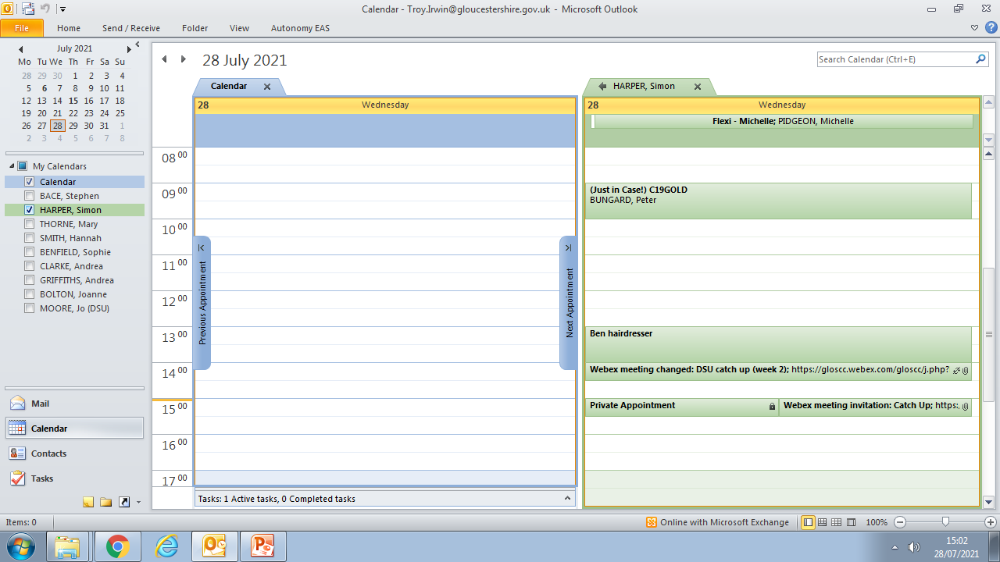 Calendar - Troy.Irwin@gloucestershire.gov.uk - Microsoft Outlook
File Home Send / Receive Folder View Autonomy EAS
July 2021
Mo Tu We Th Fr Sa Su
28 29 30 1 2 3 4
5 6 7 8 9 10 11
12 13 14 15 16 17 18
19 20 21 22 23 24 25
26 27 28 29 30 31 1
2 3 4 5 6 7 8
My Calendars
Calendar
BACE, Stephen
HARPER, Simon
THORNE, Mary
SMITH, Hannah
BENFIELD, Sophie
CLARKE, Andrea
GRIFFITHS, Andrea
BOLTON, Joanne
MOORE, Jo (DSU)
Mail
Calendar
Contacts
Tasks
28 July 2021
Search Calendar (Ctrl+E)
Calendar
HARPER, Simon
28 Wednesday
28 Wednesday
Flexi - Michelle; PIDGEON, Michelle
08 00
09 00
10 00
11 00
12 00
13 00
14 00
15 00
16 00
17 00
Previous Appointment
Next Appointment
(Just in Case!) C19GOLD
BUNGARD, Peter
Ben hairdresser
Webex meeting changed: DSU catch up (week 2); https://gloscc.webex.com/gloscc/j.php?
Private Appointment
Webex meeting invitation: Catch Up; https:
Tasks: 1 Active tasks, 0 Completed tasks
Items: 0
Online with Microsoft Exchange
100%
15:02
28/07/2021